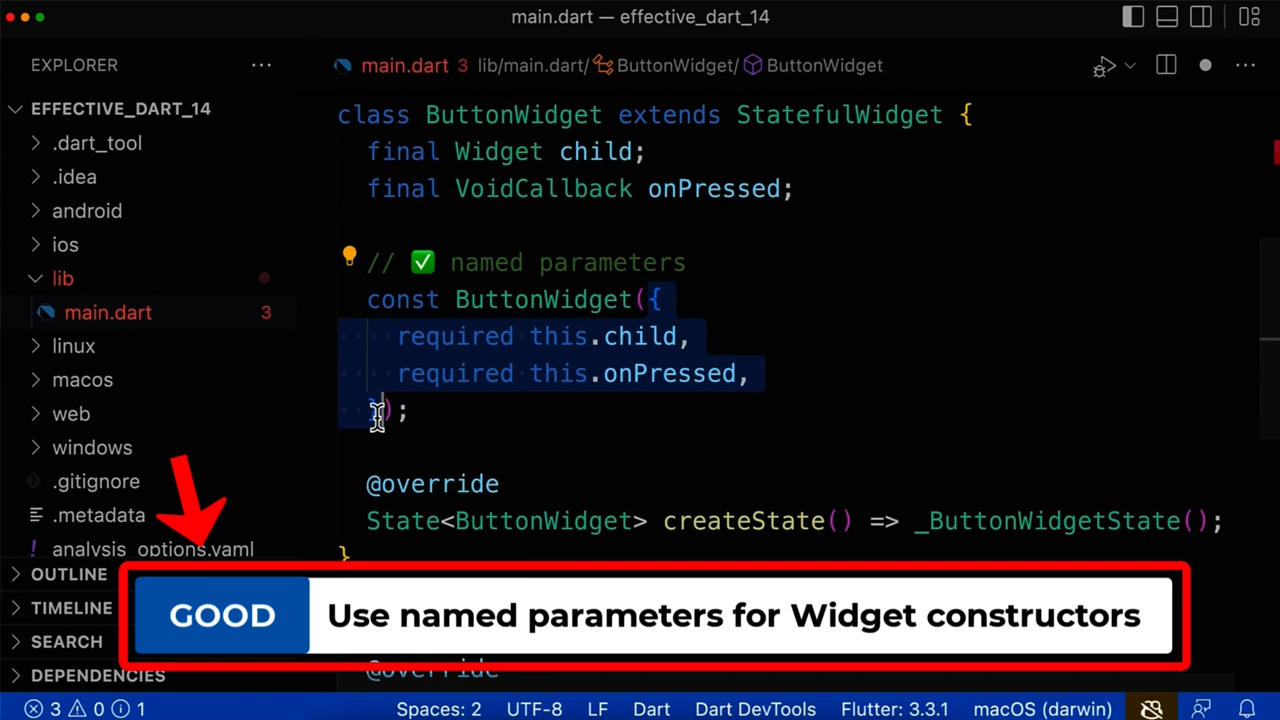 main.dart — effective_dart_14
EXPLORER ...
main.dart 3 lib/main.dart/ ButtonWidget/ ButtonWidget
EFFECTIVE_DART_14
.dart_tool
.idea
android
ios
lib
main.dart 3
linux
macos
web
windows
.gitignore
.metadata
analysis_options.yaml
OUTLINE
TIMELINE
SEARCH
DEPENDENCIES
class ButtonWidget extends StatefulWidget {
final Widget child;
final VoidCallback onPressed;
// ✅ named parameters
const ButtonWidget({
required this.child,
required this.onPressed,
});
@override
State<ButtonWidget> createState() => _ButtonWidgetState();
}
GOOD Use named parameters for Widget constructors
@override
3 0 1 Spaces: 2 UTF-8 LF Dart Dart DevTools Flutter: 3.3.1 macOS (darwin)